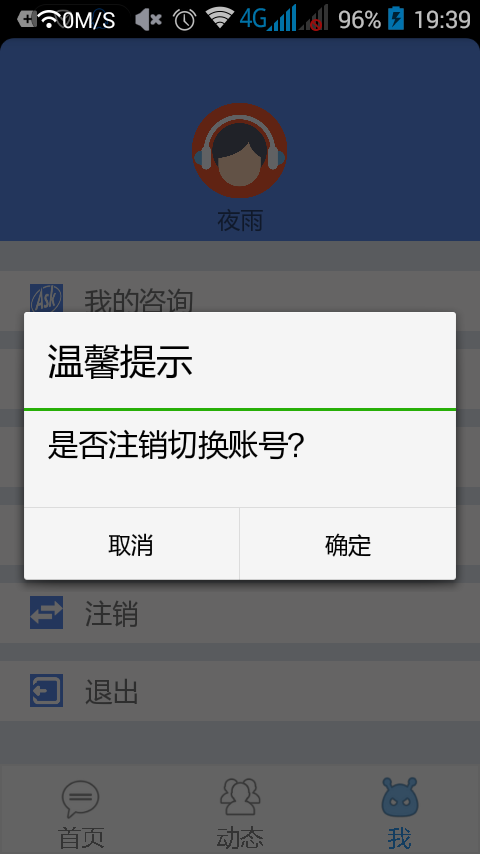 0M/S 4G 96% 19:39
夜雨
Ask 我的咨询
温馨提示
是否注销切换账号?
取消 确定
注销
退出
首页 动态 我